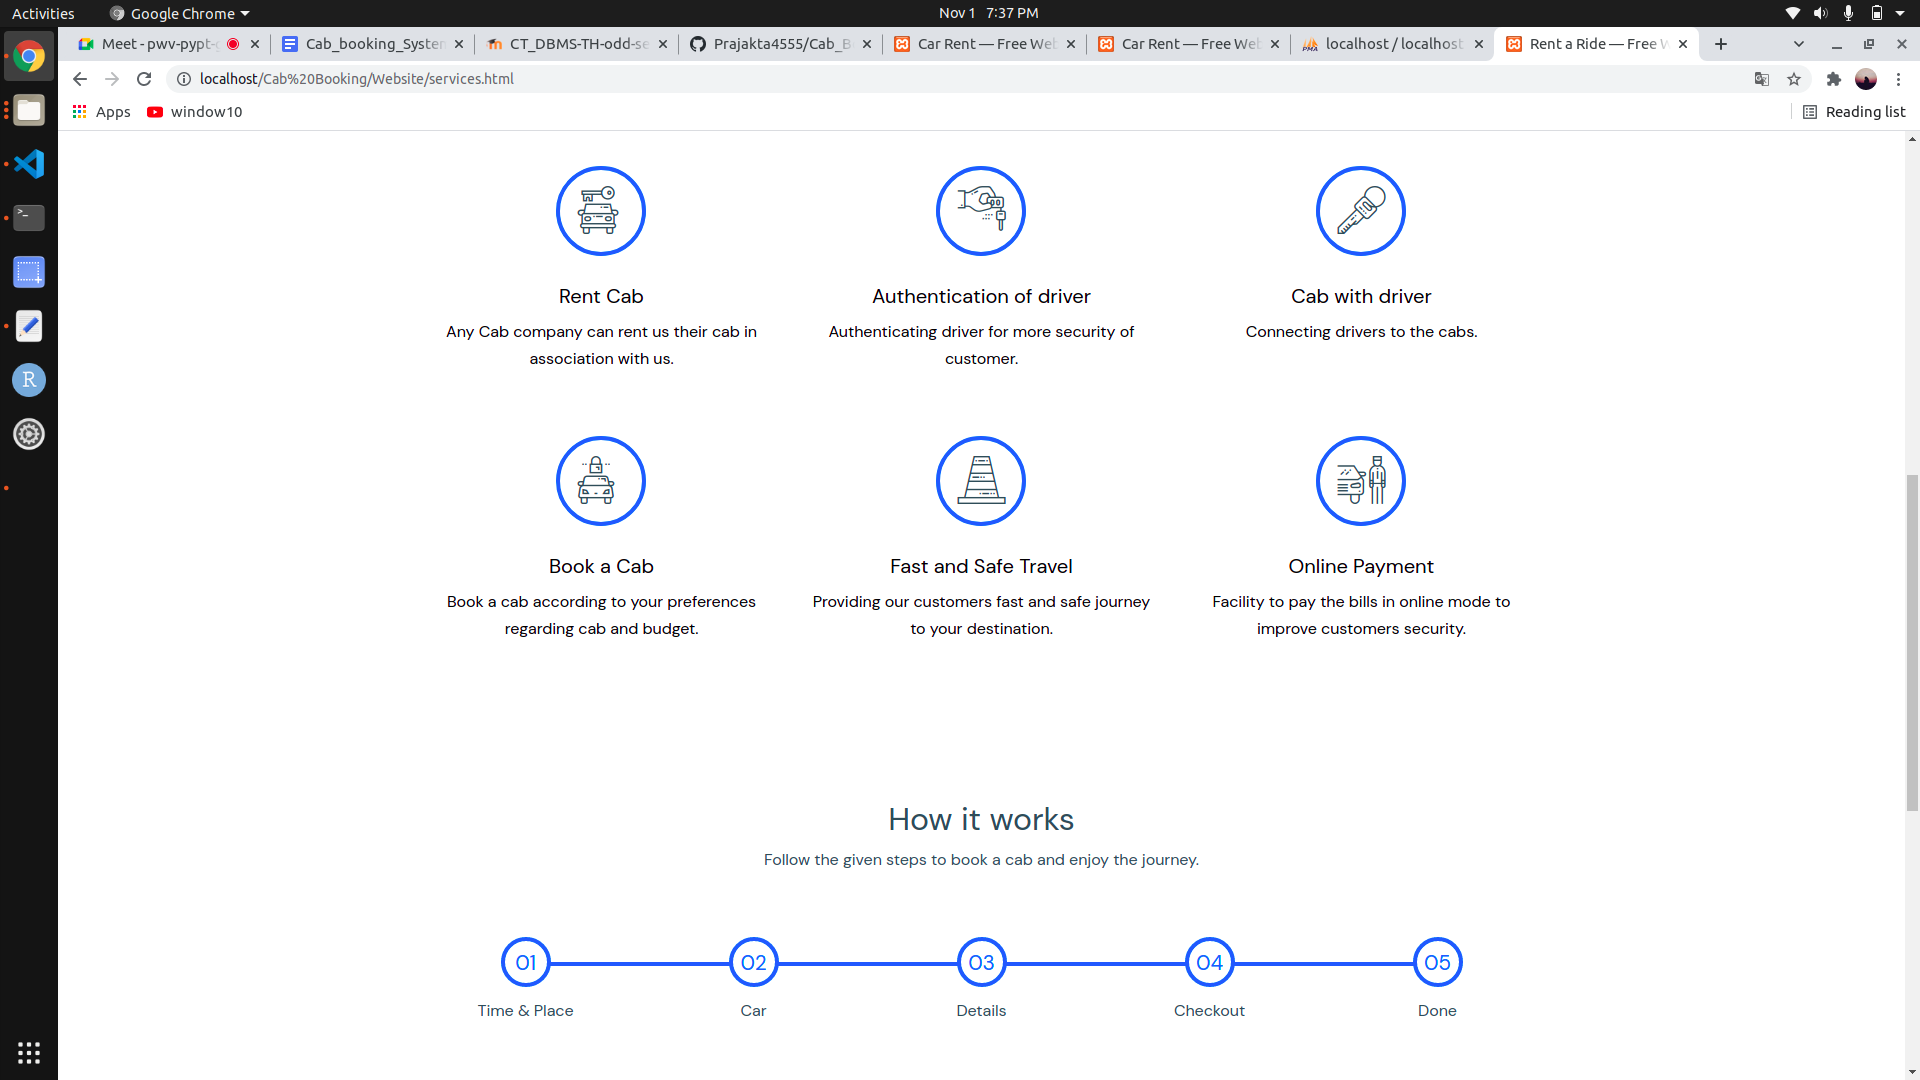 Activities
Google Chrome
Nov 1 7:37 PM
Meet - pwv-pypt-
Cab_booking_System
CT_DBMS-TH-odd-se
Prajakta4555/Cab_B
Car Rent — Free Web
Car Rent — Free Web
localhost / localhost
Rent a Ride — Free W
localhost/Cab%20Booking/Website/services.html
Apps
window10
Reading list
Rent Cab
Authentication of driver
Cab with driver
Any Cab company can rent us their cab in
association with us.
Authenticating driver for more security of
customer.
Connecting drivers to the cabs.
Book a Cab
Fast and Safe Travel
Online Payment
Book a cab according to your preferences
regarding cab and budget.
Providing our customers fast and safe journey
to your destination.
Facility to pay the bills in online mode to
improve customers security.
How it works
Follow the given steps to book a cab and enjoy the journey.
01
02
03
04
05
Time & Place
Car
Details
Checkout
Done